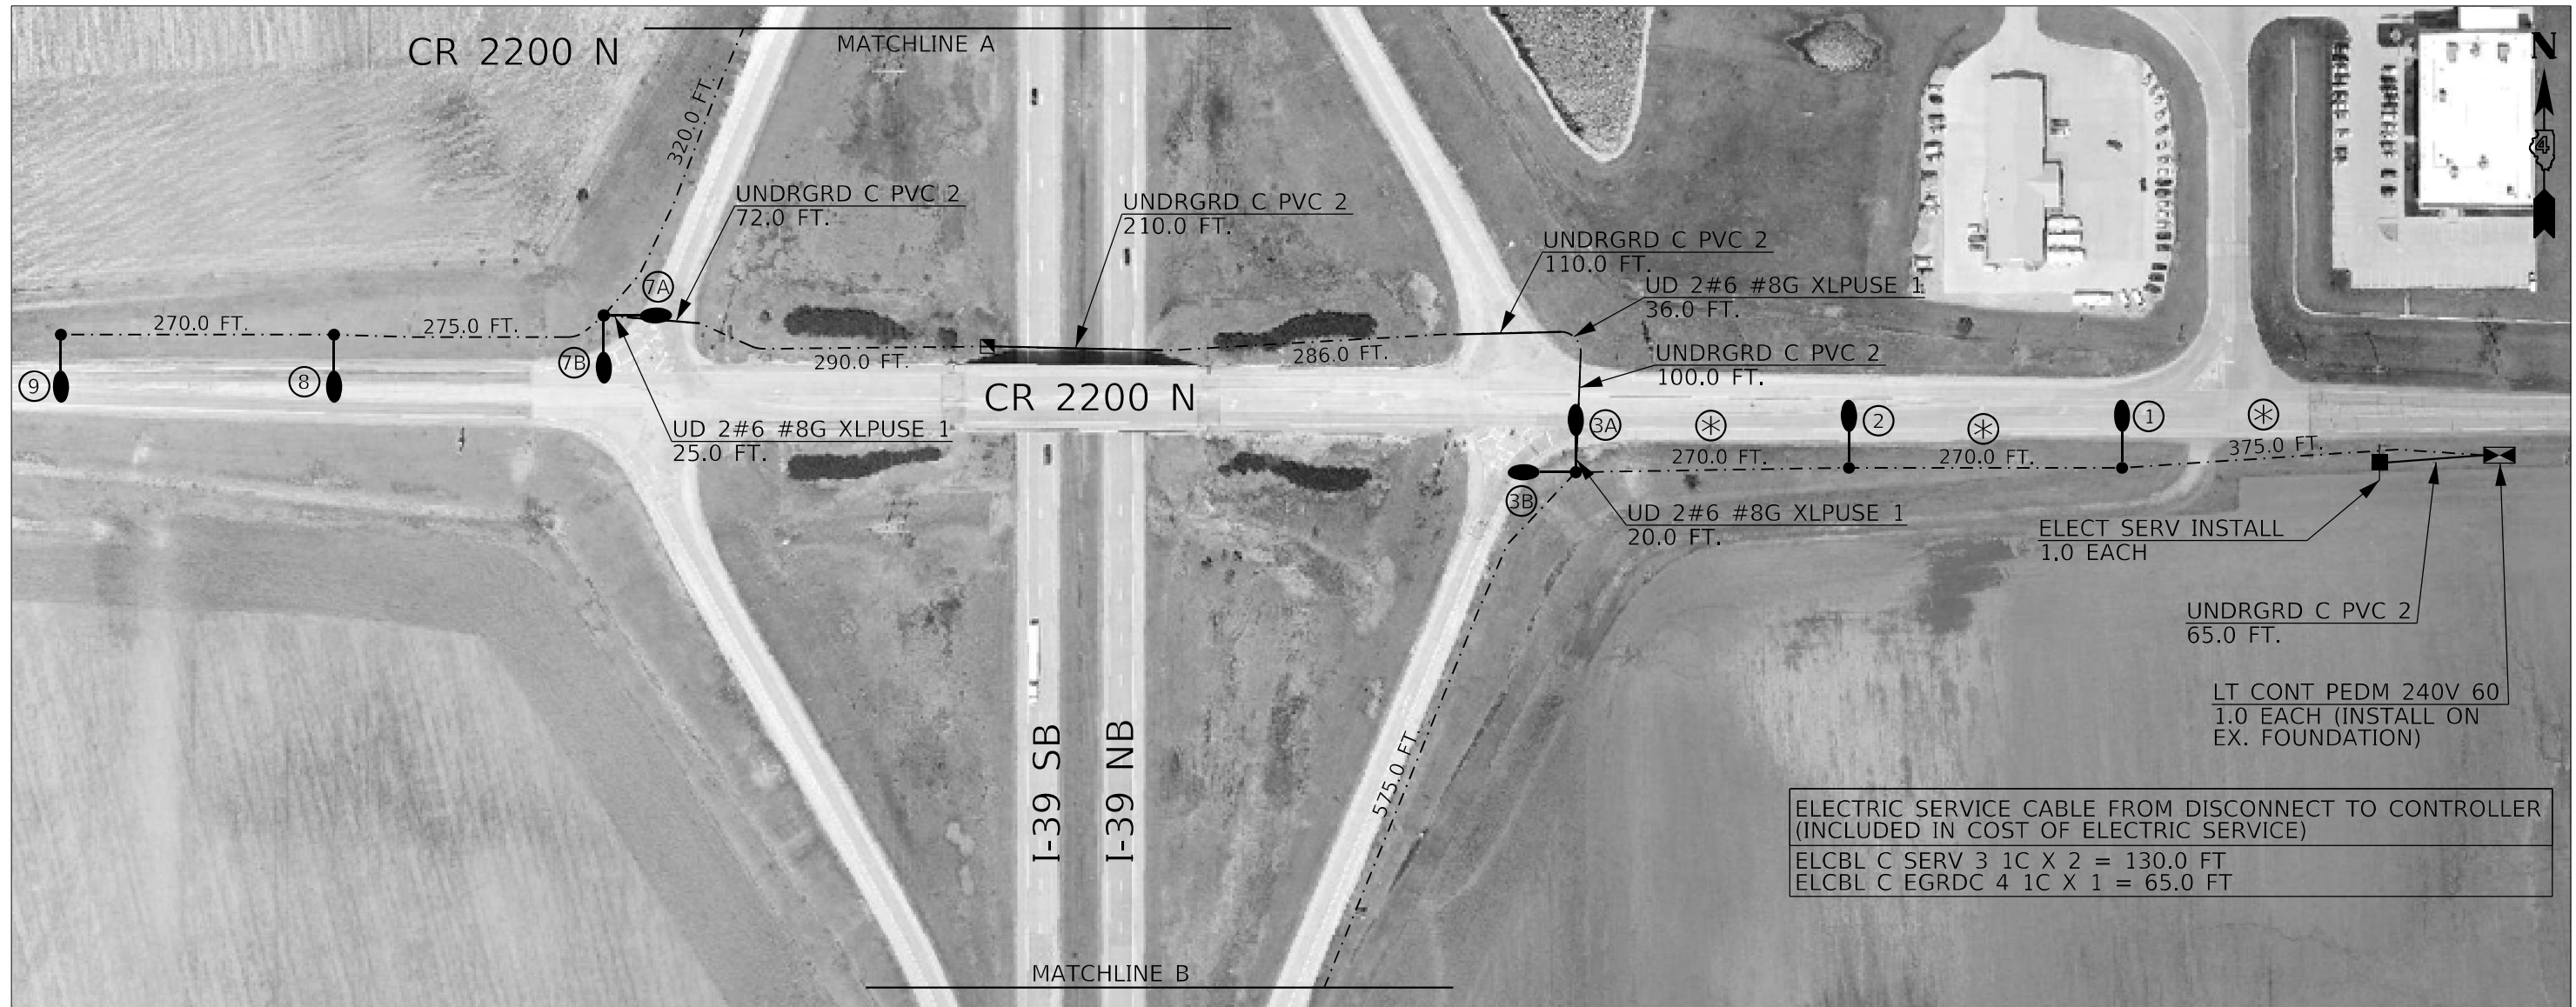 CR 2200 N
MATCHLINE A
N
4
320.0 FT.
UNDRGRD C PVC 2
72.0 FT.
UNDRGRD C PVC 2
210.0 FT.
UNDRGRD C PVC 2
110.0 FT.
UD 2#6 #8G XLPUSE 1
36.0 FT.
7A
270.0 FT.
275.0 FT.
7B
290.0 FT.
286.0 FT.
UNDRGRD C PVC 2
100.0 FT.
9
8
CR 2200 N
3A
*
2
*
1
*
UD 2#6 #8G XLPUSE 1
25.0 FT.
270.0 FT.
270.0 FT.
375.0 FT.
3B
UD 2#6 #8G XLPUSE 1
20.0 FT.
ELECT SERV INSTALL
1.0 EACH
UNDRGRD C PVC 2
65.0 FT.
LT CONT PEDM 240V 60
1.0 EACH (INSTALL ON
EX. FOUNDATION)
I-39 SB
I-39 NB
575.0 FT.
ELECTRIC SERVICE CABLE FROM DISCONNECT TO CONTROLLER
(INCLUDED IN COST OF ELECTRIC SERVICE)
ELCBL C SERV 3 1C X 2 = 130.0 FT
ELCBL C EGRDC 4 1C X 1 = 65.0 FT
MATCHLINE B